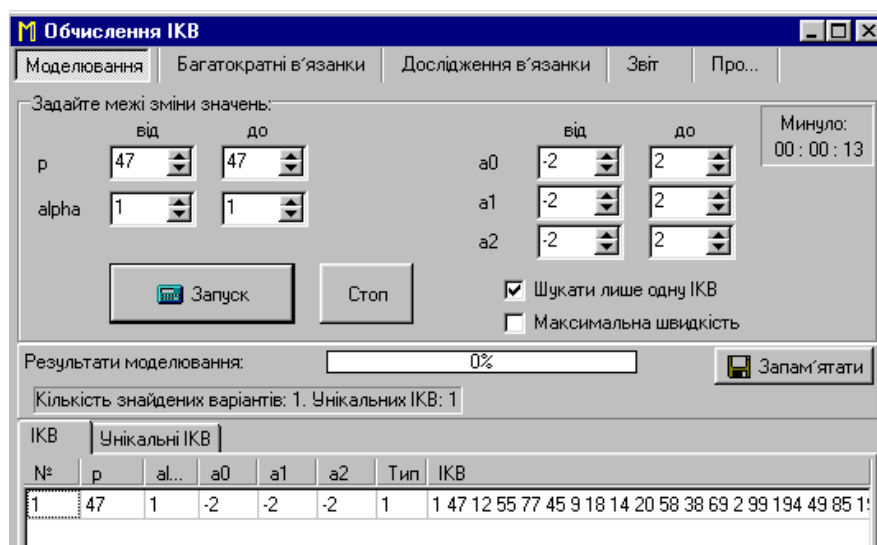 Обчислення ІКВ
Моделювання Багатократні в'язанки Дослідження в'язанки Звіт Про...
Задайте межі зміни значень:
від до від до Минуло:
00 : 00 : 13
p 47 47 a0 -2 2
alpha 1 1 a1 -2 2
a2 -2 2
Запуск Стоп Шукати лише одну ІКВ
Максимальна швидкість
Результати моделювання: 0% Запам'ятати
Кількість знайдених варіантів: 1. Унікальних ІКВ: 1
ІКВ Унікальні ІКВ
№ p al... a0 a1 a2 Тип ІКВ
1 47 1 -2 -2 -2 1 1 47 12 55 77 45 9 18 14 20 58 38 69 2 99 194 49 85